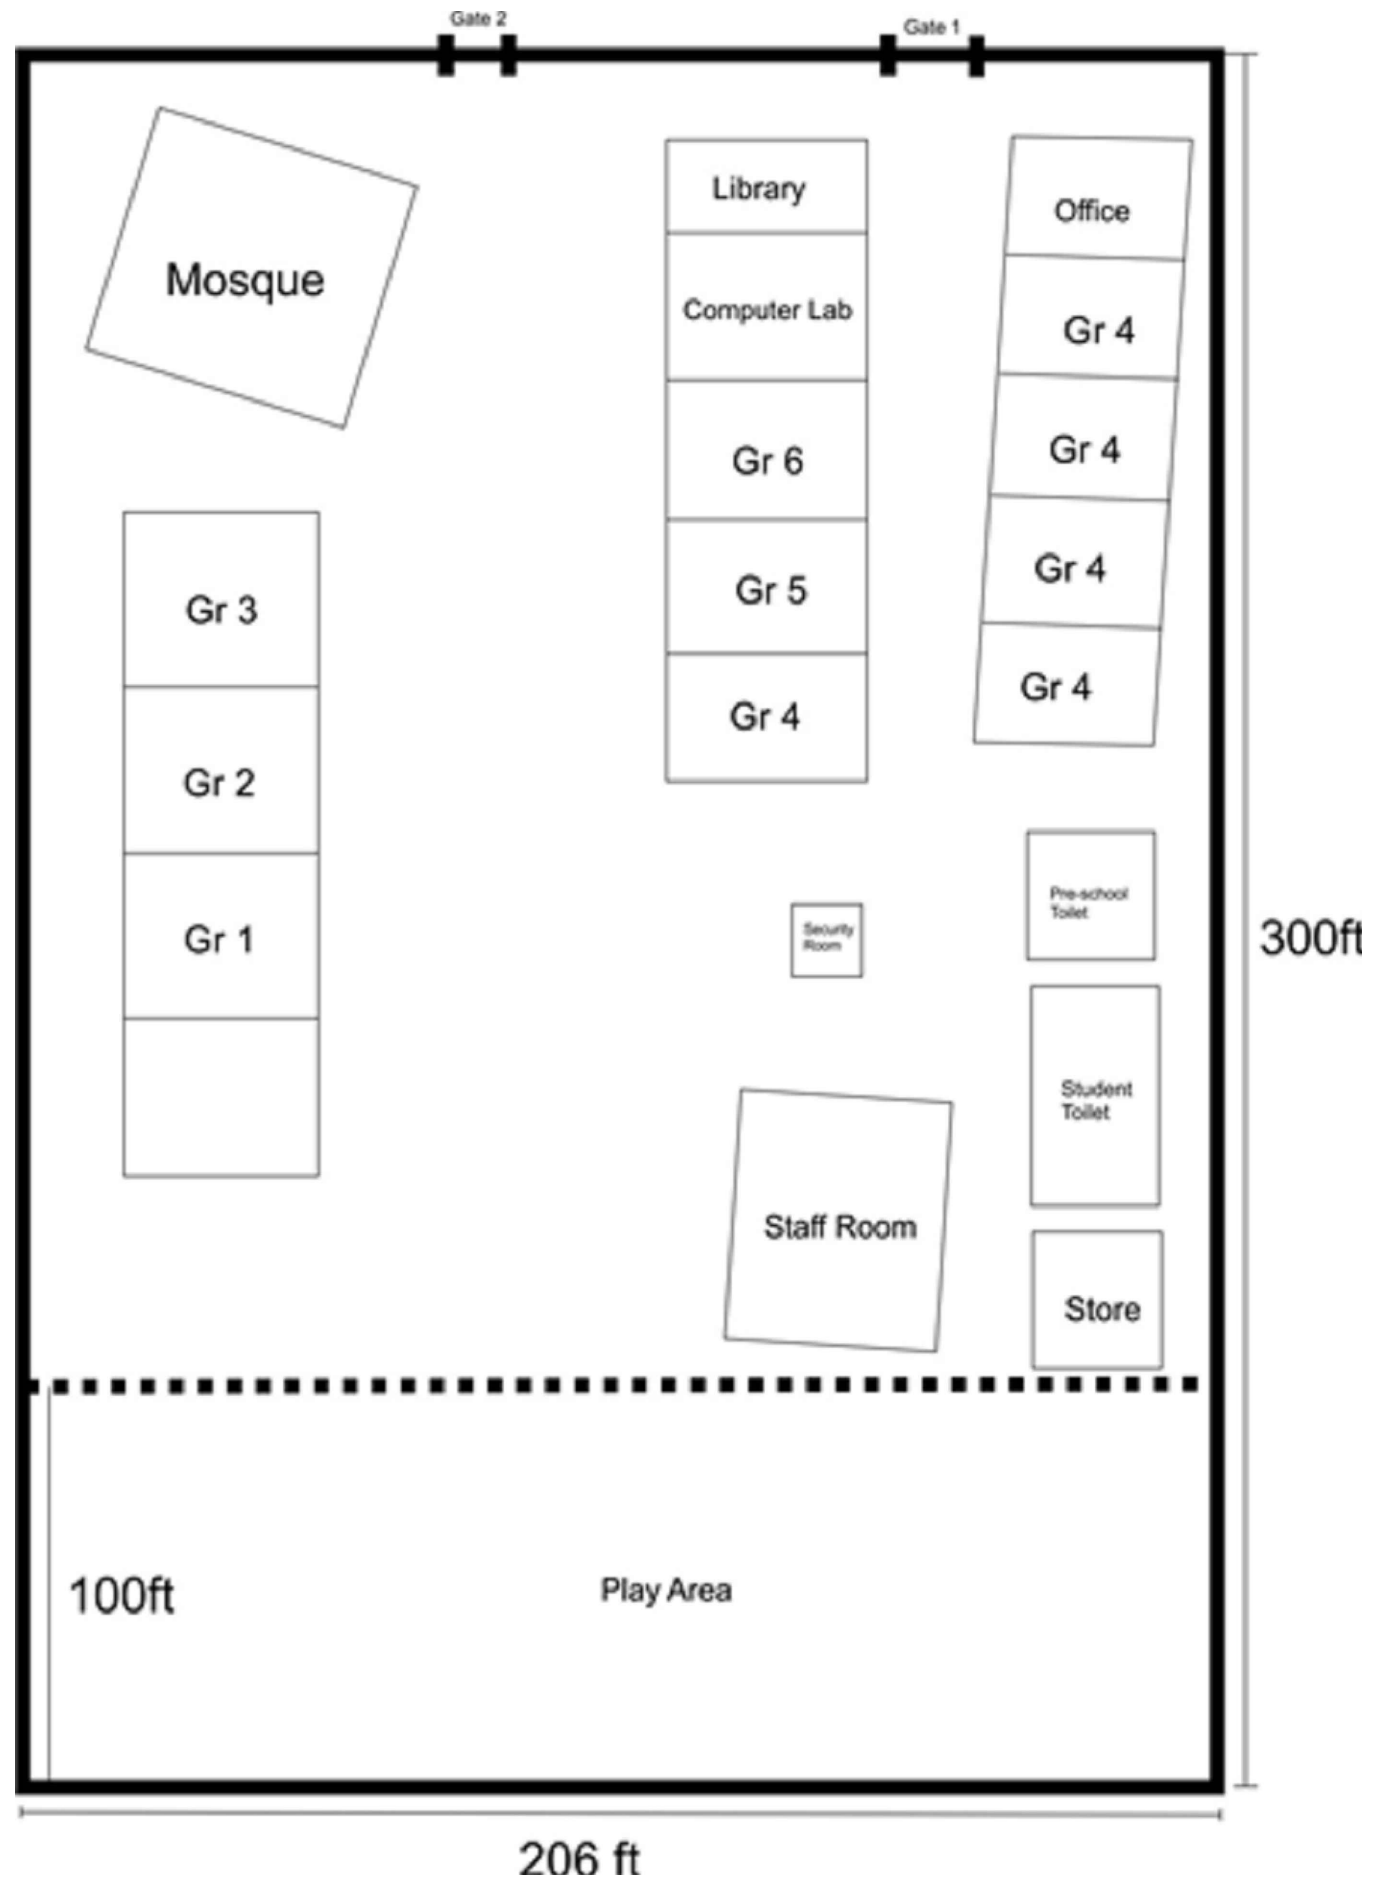 Gate 2
Gate 1
Mosque
Library
Computer Lab
Gr 6
Gr 5
Gr 4
Office
Gr 4
Gr 4
Gr 4
Gr 4
Gr 3
Gr 2
Gr 1
Pre-school
Toilet
Security
Room
300ft
Student
Toilet
Staff Room
Store
100ft
Play Area
206 ft